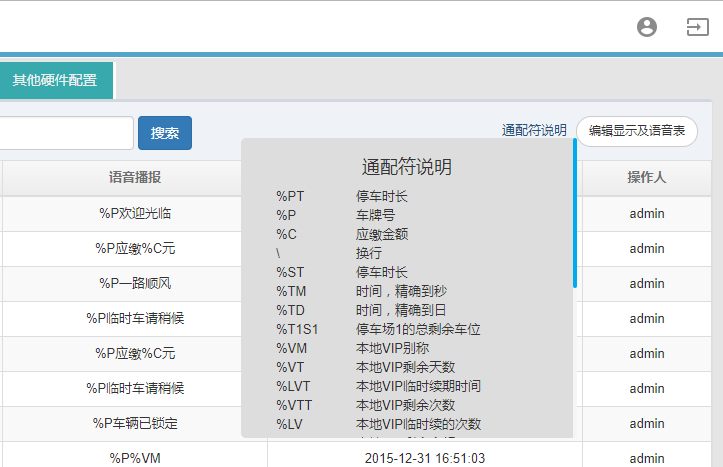 其他硬件配置
搜索
通配符说明
编辑显示及语音表
语音播报
操作人
%P欢迎光临
admin
%P应缴%C元
admin
%P一路顺风
admin
%P临时车请稍候
admin
%P应缴%C元
admin
%P临时车请稍候
admin
%P车辆已锁定
admin
%P%VM
2015-12-31 16:51:03
admin
通配符说明
%PT 停车时长
%P 车牌号
%C 应缴金额
\ 换行
%ST 停车时长
%TM 时间，精确到秒
%TD 时间，精确到日
%T1S1 停车场1的总剩余车位
%VM 本地VIP别称
%VT 本地VIP剩余天数
%LVT 本地VIP临时续期时间
%VTT 本地VIP剩余次数
%LV 本地VIP临时续的次数